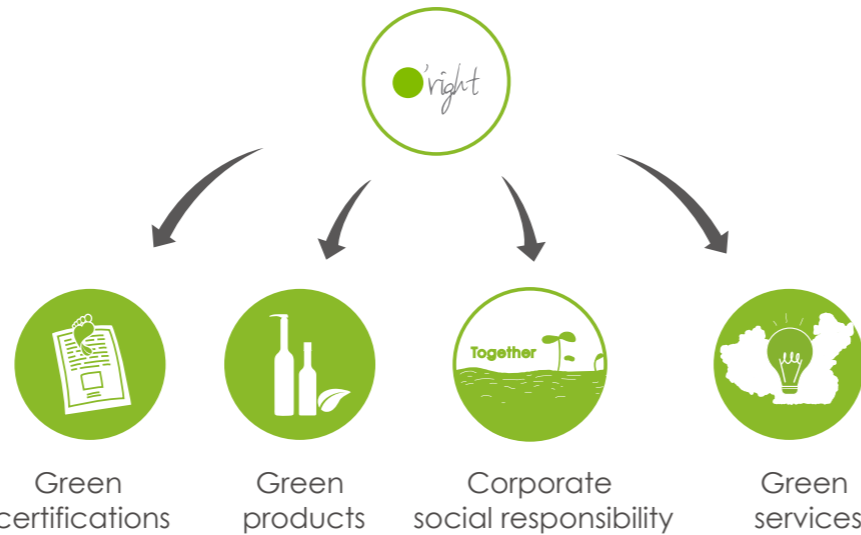 O'right
Together
Green
certifications
Green
products
Corporate
social responsibility
Green
services